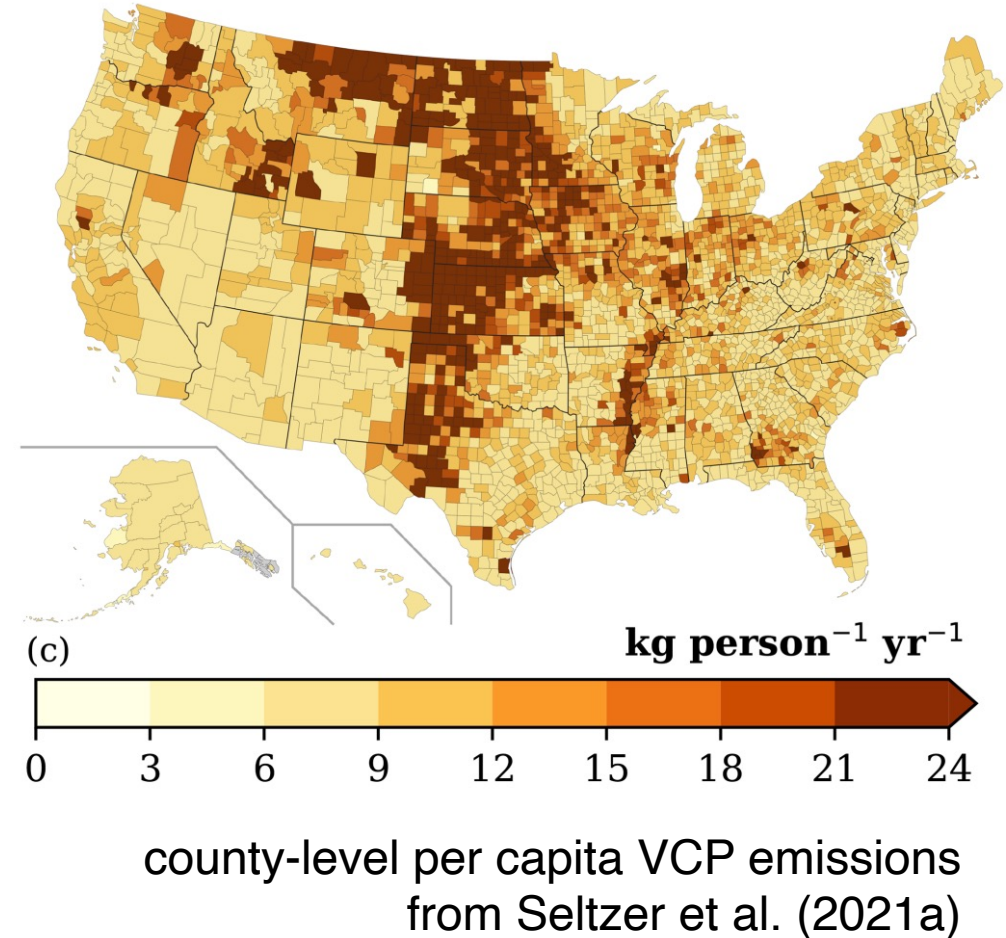 (c)
kg person⁻¹ yr⁻¹
0 3 6 9 12 15 18 21 24
county-level per capita VCP emissions
from Seltzer et al. (2021a)